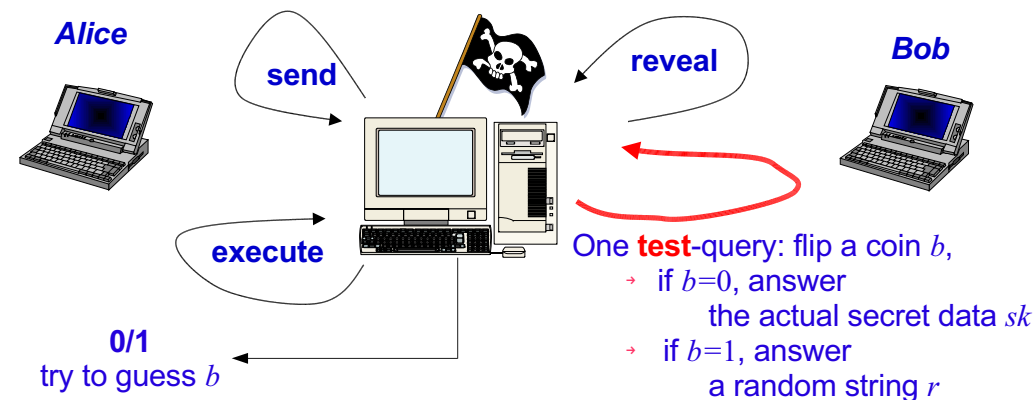 Alice
send
reveal
Bob
execute
One test-query: flip a coin b,
→ if b=0, answer
the actual secret data sk
→ if b=1, answer
a random string r
0/1
try to guess b